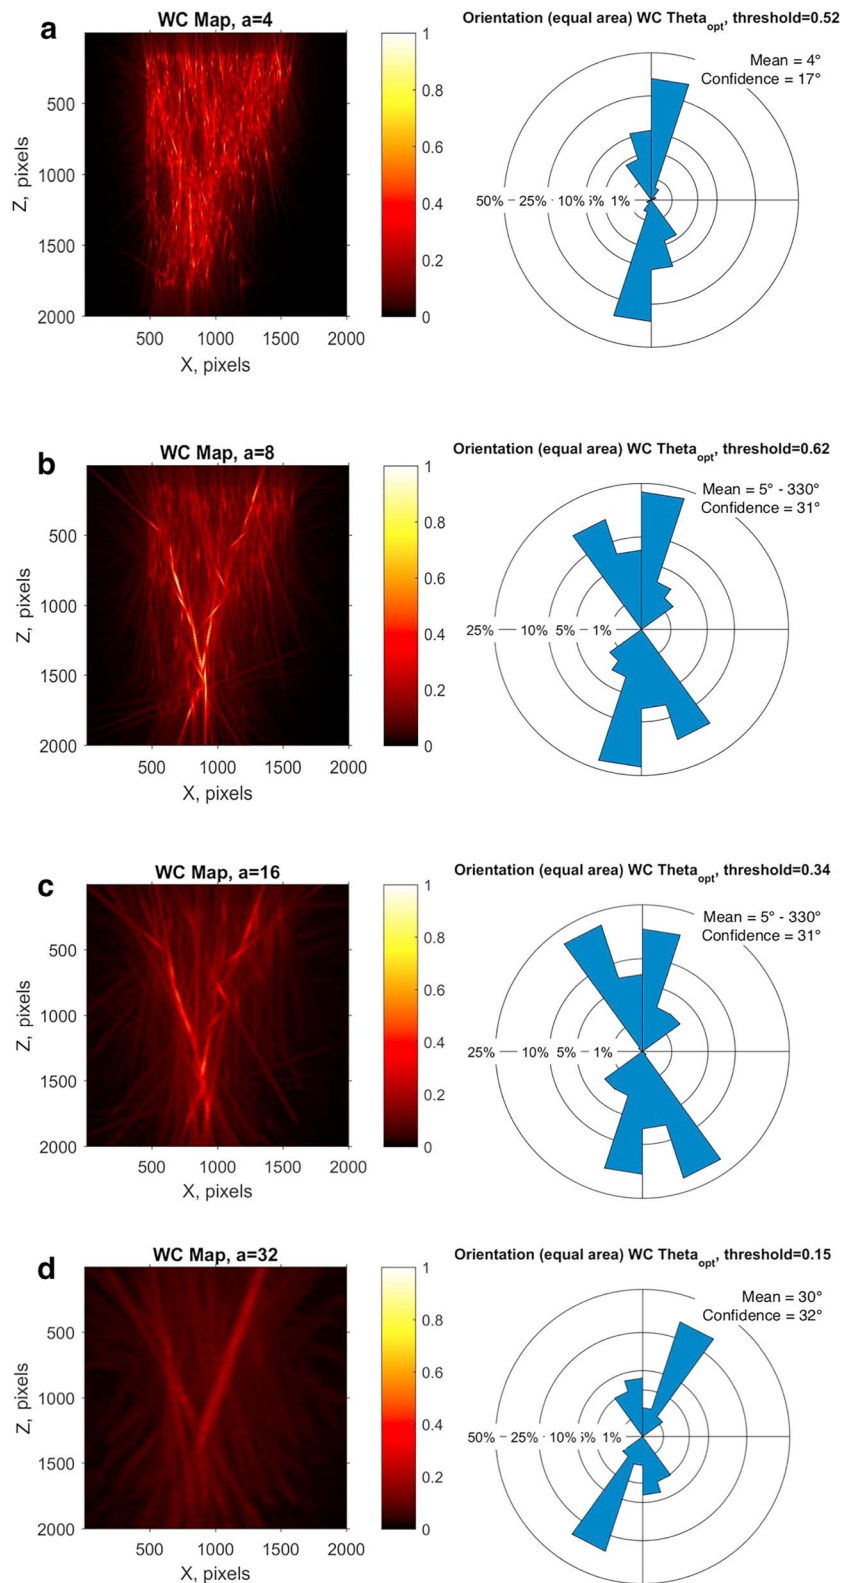 a
WC Map, a=4
Orientation (equal area) WC Theta_opt, threshold=0.52
Mean = 4°
Confidence = 17°
1
0.8
0.6
0.4
0.2
0
500
1000
1500
2000
Z, pixels
500 1000 1500 2000
X, pixels
50% 25% 10% 5% 1%
b
WC Map, a=8
Orientation (equal area) WC Theta_opt, threshold=0.62
Mean = 5° - 330°
Confidence = 31°
1
0.8
0.6
0.4
0.2
0
500
1000
1500
2000
Z, pixels
500 1000 1500 2000
X, pixels
25% 10% 5% 1%
c
WC Map, a=16
Orientation (equal area) WC Theta_opt, threshold=0.34
Mean = 5° - 330°
Confidence = 31°
1
0.8
0.6
0.4
0.2
0
500
1000
1500
2000
Z, pixels
500 1000 1500 2000
X, pixels
25% 10% 5% 1%
d
WC Map, a=32
Orientation (equal area) WC Theta_opt, threshold=0.15
Mean = 30°
Confidence = 32°
1
0.8
0.6
0.4
0.2
0
500
1000
1500
2000
Z, pixels
500 1000 1500 2000
X, pixels
50% 25% 10% 5% 1%